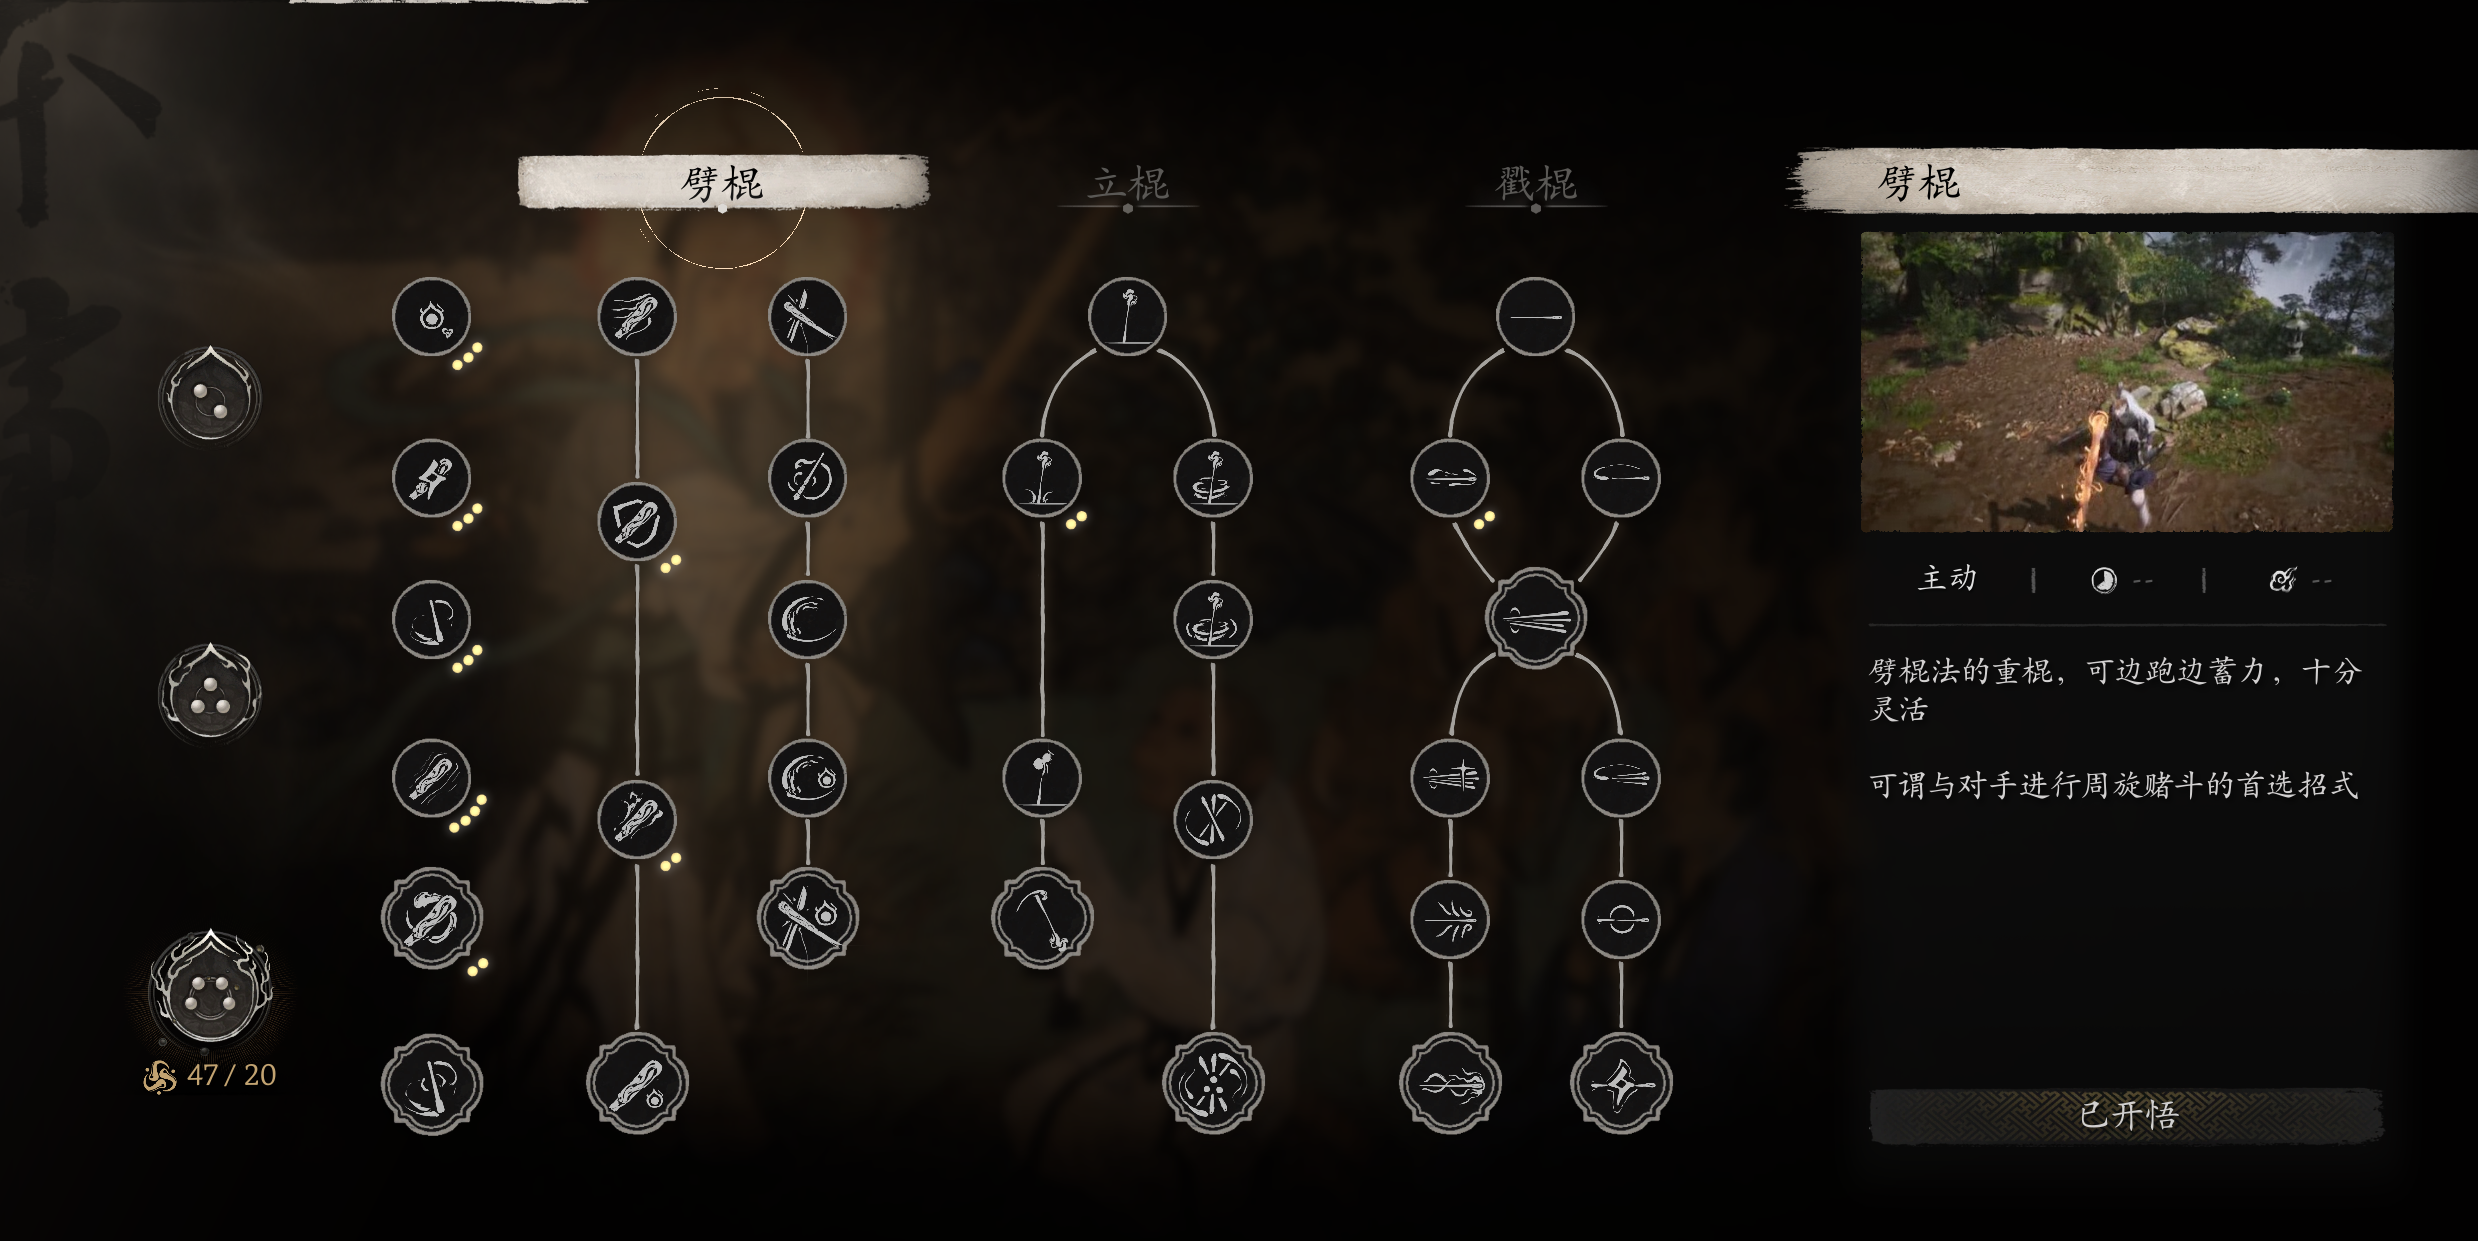 劈棍
立棍
戳棍
47/20
劈棍
主动
--
--
劈棍法的重棍，可边跑边蓄力，十分
灵活
可谓与对手进行周旋赌斗的首选招式
已开悟